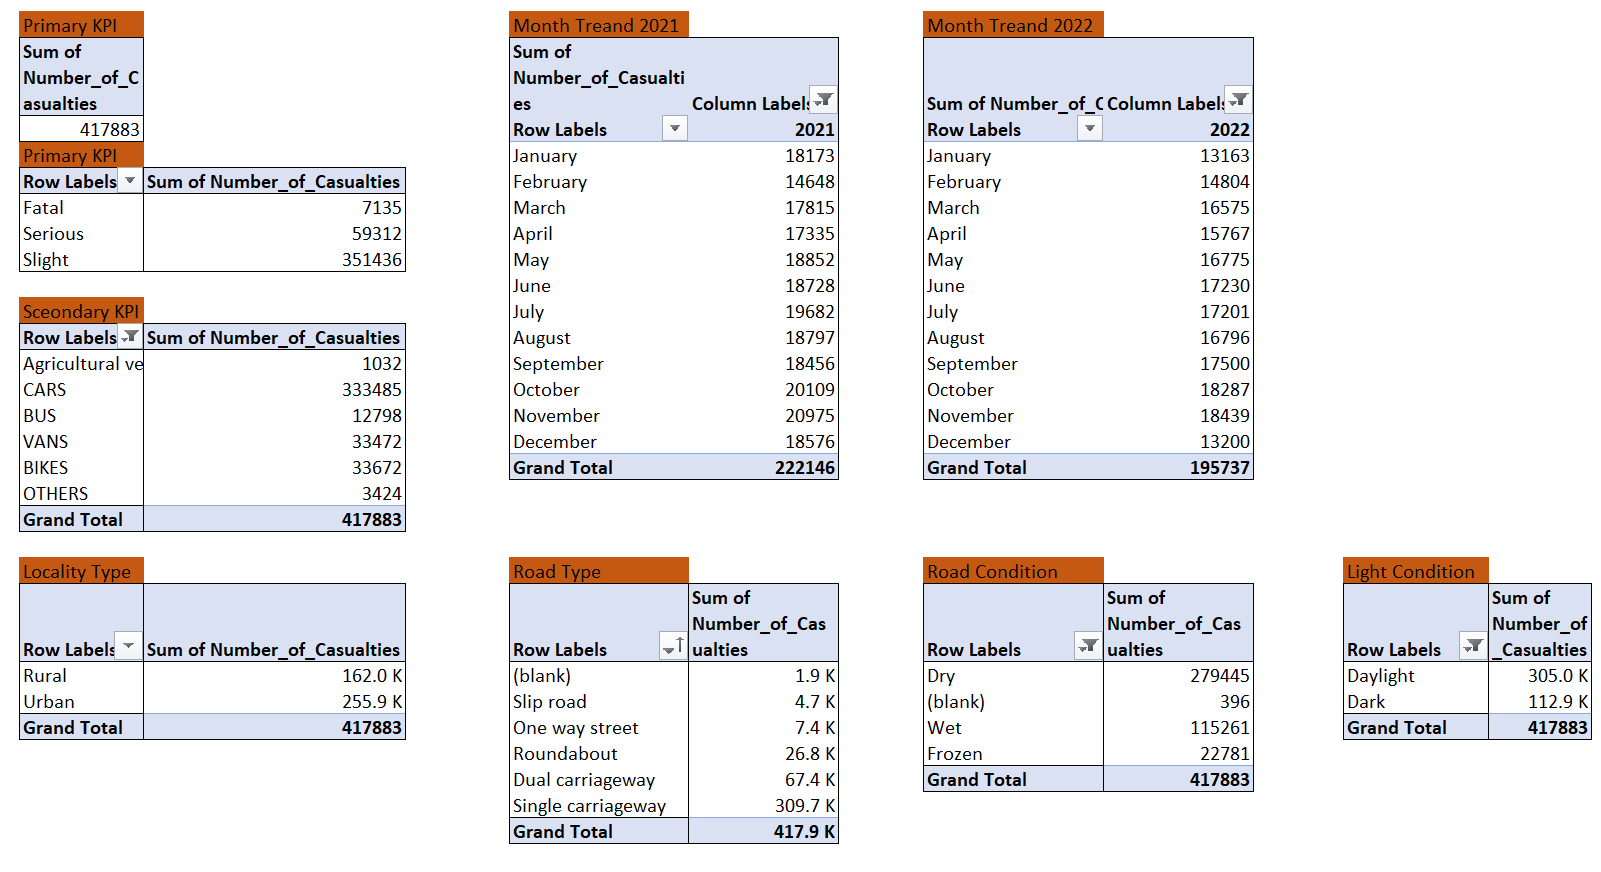 Primary KPI
Sum of
Number_of_C
asualties
417883
Primary KPI
Row Labels Sum of Number_of_Casualties
Fatal 7135
Serious 59312
Slight 351436
Sceondary KPI
Row Labels Sum of Number_of_Casualties
Agricultural ve 1032
CARS 333485
BUS 12798
VANS 33472
BIKES 33672
OTHERS 3424
Grand Total 417883
Month Treand 2021
Sum of
Number_of_Casualti
es Column Labels
Row Labels 2021
January 18173
February 14648
March 17815
April 17335
May 18852
June 18728
July 19682
August 18797
September 18456
October 20109
November 20975
December 18576
Grand Total 222146
Month Treand 2022
Sum of Number_of_C Column Labels
Row Labels 2022
January 13163
February 14804
March 16575
April 15767
May 16775
June 17230
July 17201
August 16796
September 17500
October 18287
November 18439
December 13200
Grand Total 195737
Locality Type
Row Labels Sum of Number_of_Casualties
Rural 162.0 K
Urban 255.9 K
Grand Total 417883
Road Type
Sum of
Number_of_Cas
Row Labels ualties
(blank) 1.9 K
Slip road 4.7 K
One way street 7.4 K
Roundabout 26.8 K
Dual carriageway 67.4 K
Single carriageway 309.7 K
Grand Total 417.9 K
Road Condition
Sum of
Number_of_Cas
Row Labels ualties
Dry 279445
(blank) 396
Wet 115261
Frozen 22781
Grand Total 417883
Light Condition
Sum of
Number_of
Row Labels _Casualties
Daylight 305.0 K
Dark 112.9 K
Grand Total 417883